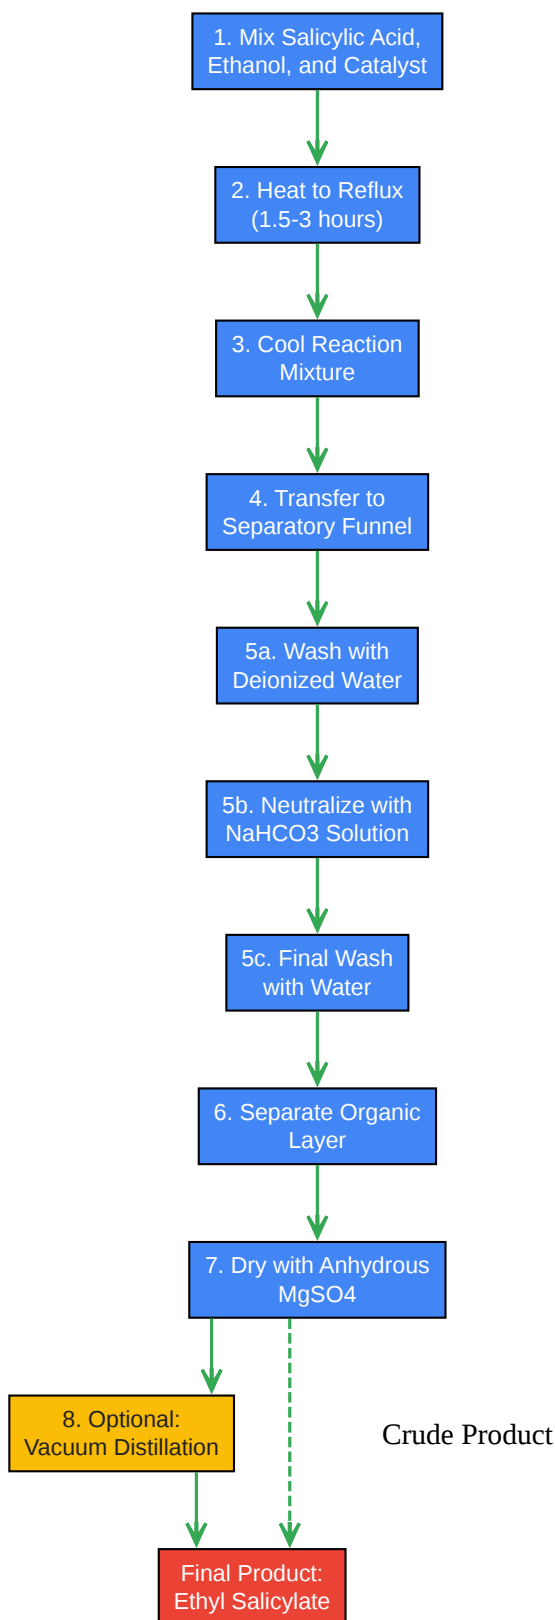 1. Mix Salicylic Acid,
Ethanol, and Catalyst
2. Heat to Reflux
(1.5-3 hours)
3. Cool Reaction
Mixture
4. Transfer to
Separatory Funnel
5a. Wash with
Deionized Water
5b. Neutralize with
NaHCO3 Solution
5c. Final Wash
with Water
6. Separate Organic
Layer
7. Dry with Anhydrous
MgSO4
8. Optional:
Vacuum Distillation
Crude Product
Final Product:
Ethyl Salicylate